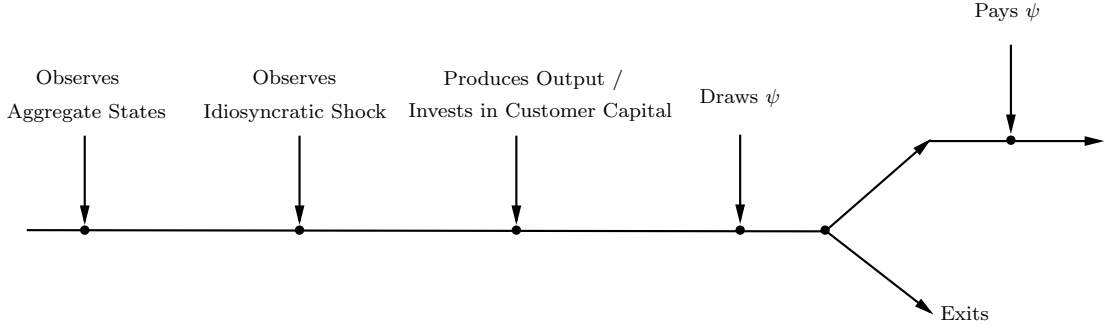 Pays ψ
Observes
Aggregate States
Observes
Idiosyncratic Shock
Produces Output /
Invests in Customer Capital
Draws ψ
Exits